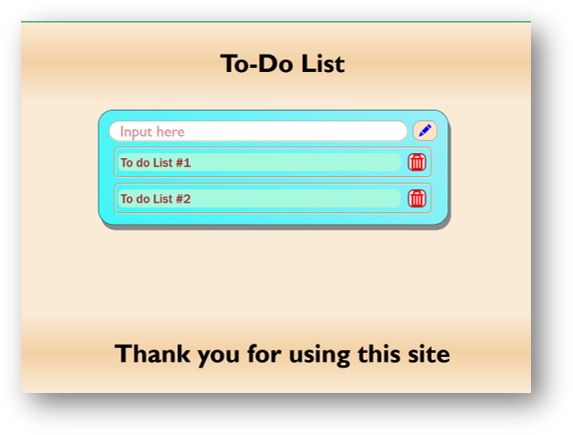 To-Do List
Input here
To do List #1
To do List #2
Thank you for using this site